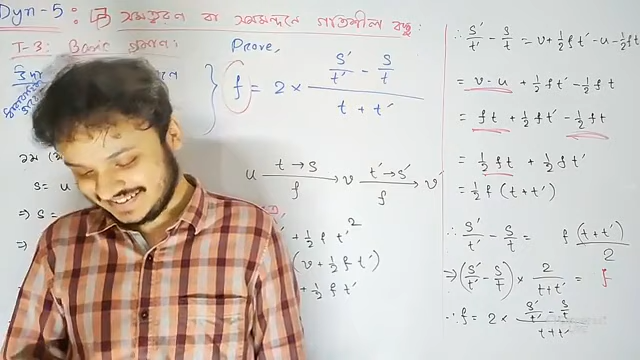 Dyn-5: সমত্বরণ বা সমমন্দনে গতিশীল বস্তু:
T-3: Basic প্রমাণ:
Prove,
f = 2 × (s'/t' - s/t)/(t + t')
u t → s f v t' → s' f v'
s = u
⇒ s =
⇒
+ 1/2 f t'²
(v + 1/2 f t')
+ 1/2 f t'
∴ s'/t' - s/t = v + 1/2 f t' - u - 1/2 f t
= v - u + 1/2 f t' - 1/2 f t
= f t + 1/2 f t' - 1/2 f t
= 1/2 f t + 1/2 f t'
= 1/2 f (t + t')
∴ s'/t' - s/t = f (t + t')/2
⇒ (s'/t' - s/t) × 2/(t + t') = f
∴ f = 2 × (s'/t' - s/t)/(t + t')